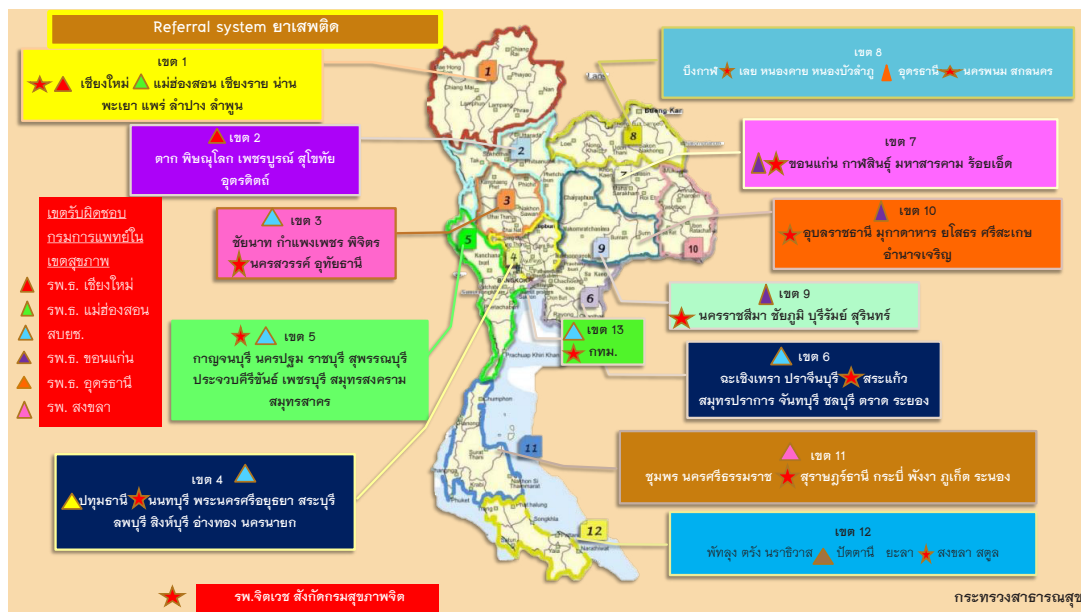 Referral system ยาเสพติด
เขต 1
เชียงใหม่ แม่ฮ่องสอน เชียงราย น่าน
พะเยา แพร่ ลำปาง ลำพูน
เขต 8
บึงกาฬ เลย หนองคาย หนองบัวลำภู อุดรธานี นครพนม สกลนคร
เขต 2
ตาก พิษณุโลก เพชรบูรณ์ สุโขทัย
อุตรดิตถ์
เขต 7
ขอนแก่น กาฬสินธุ์ มหาสารคาม ร้อยเอ็ด
เขตรับผิดชอบ
กรมการแพทย์ใน
เขตสุขภาพ
รพ.ธ. เชียงใหม่
รพ.ธ. แม่ฮ่องสอน
สบยช.
รพ.ธ. ขอนแก่น
รพ.ธ. อุดรธานี
รพ. สงขลา
เขต 3
ชัยนาท กำแพงเพชร พิจิตร
นครสวรรค์ อุทัยธานี
เขต 10
อุบลราชธานี มุกาดาหาร ยโสธร ศรีสะเกษ
อำนาจเจริญ
เขต 9
นครราชสีมา ชัยภูมิ บุรีรัมย์ สุรินทร์
เขต 5
กาญจนบุรี นครปฐม ราชบุรี สุพรรณบุรี
ประจวบคีรีขันธ์ เพชรบุรี สมุทรสงคราม
สมุทรสาคร
เขต 13
กทม.
เขต 6
ฉะเชิงเทรา ปราจีนบุรี สระแก้ว
สมุทรปราการ จันทบุรี ชลบุรี ตราด ระยอง
เขต 4
ปทุมธานี นนทบุรี พระนครศรีอยุธยา สระบุรี
ลพบุรี สิงห์บุรี อ่างทอง นครนายก
เขต 11
ชุมพร นครศรีธรรมราช สุราษฎร์ธานี กระบี่ พังงา ภูเก็ต ระนอง
เขต 12
พัทลุง ตรัง นราธิวาส ปัตตานี ยะลา สงขลา สตูล
รพ.จิตเวช สังกัดกรมสุขภาพจิต
กระทรวงสาธารณสุข
1
2
3
4
5
6
7
8
9
10
11
12
Chiang Rai
Phayao
Chiang Mai
Nan
Lampang
Phrae
Tak
Loei
Chaiyaphum
Surin
Rayong
Prachuap Khiri Khan
Chumphon
Surat
Thani
Phuket
Krabi
Trang
Songkhla
Yala
Narathiwat